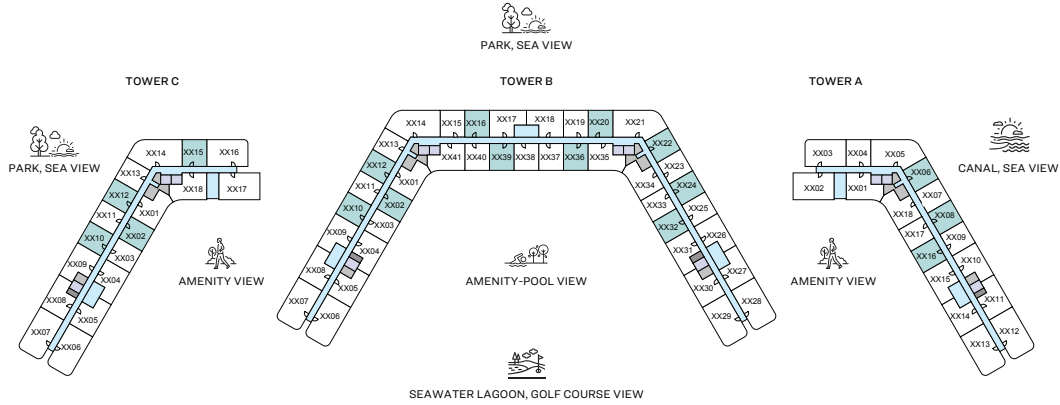 PARK, SEA VIEW
TOWER C
TOWER B
TOWER A
PARK, SEA VIEW
CANAL, SEA VIEW
XX14
XX15
XX16
XX13
XX12
XX11
XX10
XX09
XX08
XX07
XX06
XX05
XX04
XX03
XX02
XX01
XX18
XX17
XX14
XX15
XX16
XX17
XX18
XX19
XX20
XX21
XX13
XX12
XX11
XX10
XX09
XX08
XX07
XX06
XX05
XX04
XX03
XX02
XX01
XX41
XX40
XX39
XX38
XX37
XX36
XX35
XX22
XX23
XX24
XX25
XX26
XX27
XX28
XX29
XX30
XX31
XX32
XX33
XX34
XX03
XX04
XX05
XX02
XX01
XX06
XX07
XX08
XX09
XX10
XX11
XX12
XX13
XX14
XX15
XX16
XX17
XX18
AMENITY VIEW
AMENITY-POOL VIEW
AMENITY VIEW
SEAWATER LAGOON, GOLF COURSE VIEW